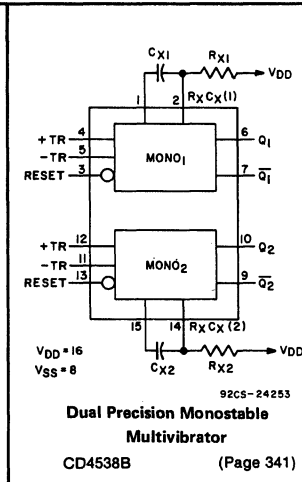 CX1
RX1
VDD
1
2
RXCX(1)
+TR 4
-TR 5
RESET 3
MONO1
6 Q1
7 Q̅1
+TR 12
-TR 11
RESET 13
MONO2
10 Q2
9 Q̅2
15
14
RXCX(2)
VDD = 16
VSS = 8
CX2
RX2
VDD
92CS-24253
Dual Precision Monostable
Multivibrator
CD4538B (Page 341)